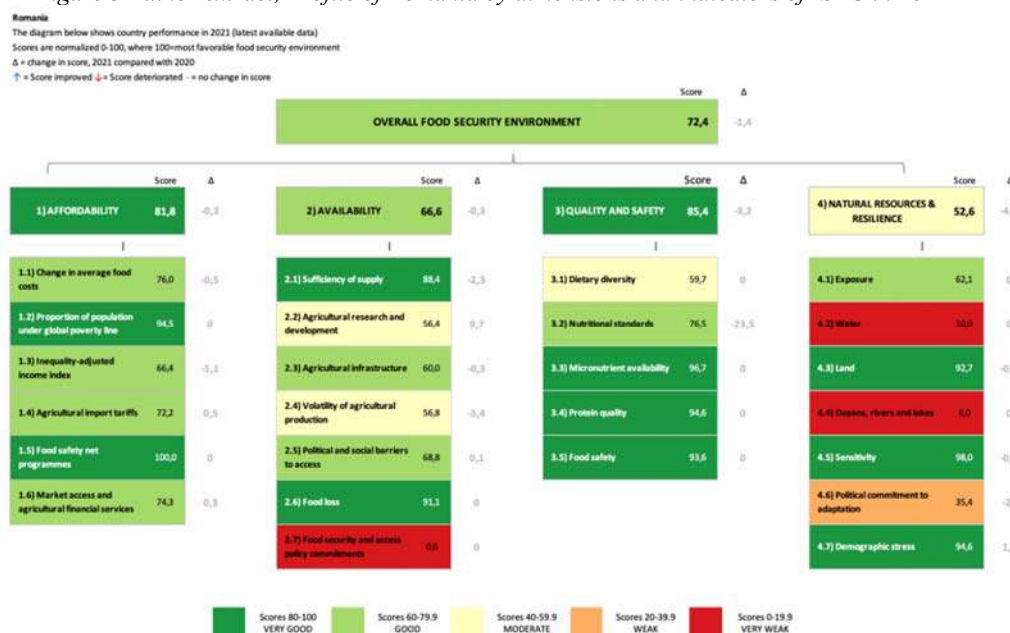 Romania
The diagram below shows country performance in 2021 (latest available data)
Scores are normalized 0-100, where 100=most favorable food security environment
Δ = change in score, 2021 compared with 2020
↑ = Score improved ↓= Score deteriorated - = no change in score
Score Δ
OVERALL FOOD SECURITY ENVIRONMENT 72,4 -1,4
Score Δ
1) AFFORDABILITY 81,8 -0,3
1.1) Change in average food
costs 76,0 -0,5
1.2) Proportion of population
under global poverty line 94,5 0
1.3) Inequality-adjusted
income index 66,4 -1,1
1.4) Agricultural import tariffs 72,2 0,5
1.5) Food safety net
programmes 100,0 0
1.6) Market access and
agricultural financial services 74,3 0,3
Score Δ
2) AVAILABILITY 66,6 -0,3
2.1) Sufficiency of supply 88,4 -2,3
2.2) Agricultural research and
development 56,4 0,7
2.3) Agricultural infrastructure 60,0 -0,3
2.4) Volatility of agricultural
production 56,8 -3,4
2.5) Political and social barriers
to access 68,8 0,1
2.6) Food loss 91,1 0
2.7) Food security and access
policy commitments 0,0 0
Score Δ
3) QUALITY AND SAFETY 85,4 -3,2
3.1) Dietary diversity 59,7 0
3.2) Nutritional standards 76,5 -23,5
3.3) Micronutrient availability 96,7 0
3.4) Protein quality 94,6 0
3.5) Food safety 93,6 0
Score
4) NATURAL RESOURCES &
RESILIENCE 52,6
4.1) Exposure 62,1
4.2) Water 10,0
4.3) Land 92,7
4.4) Oceans, rivers and lakes
4.5) Sensitivity 98,0
4.6) Political commitment to
adaptation 35,4
4.7) Demographic stress 94,6
Scores 80-100
VERY GOOD
Scores 60-79.9
GOOD
Scores 40-59.9
MODERATE
Scores 20-39.9
WEAK
Scores 0-19.9
VERY WEAK